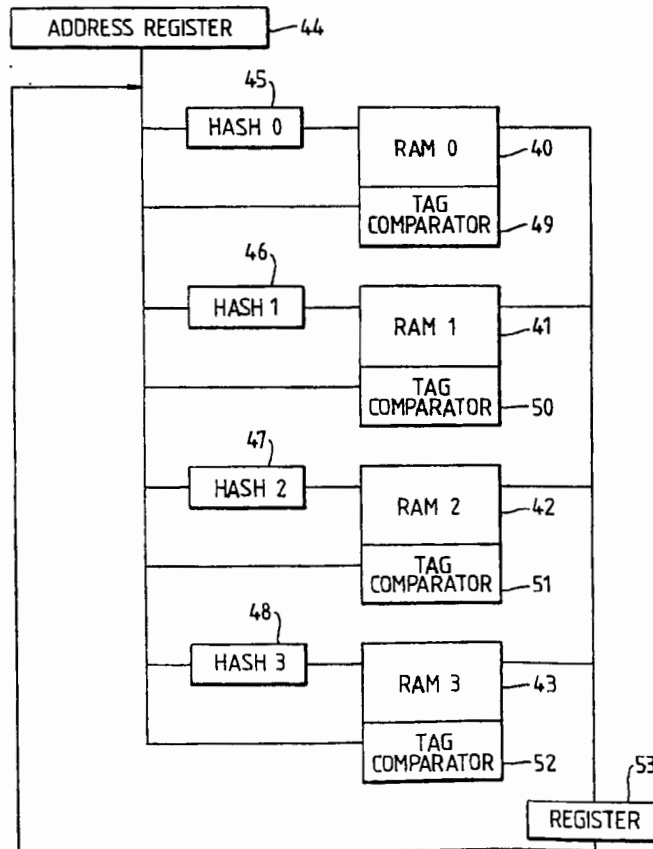 ADDRESS REGISTER 44
45
HASH 0
RAM 0
40
TAG COMPARATOR
49
46
HASH 1
RAM 1
41
TAG COMPARATOR
50
47
HASH 2
RAM 2
42
TAG COMPARATOR
51
48
HASH 3
RAM 3
43
TAG COMPARATOR
52
53
REGISTER